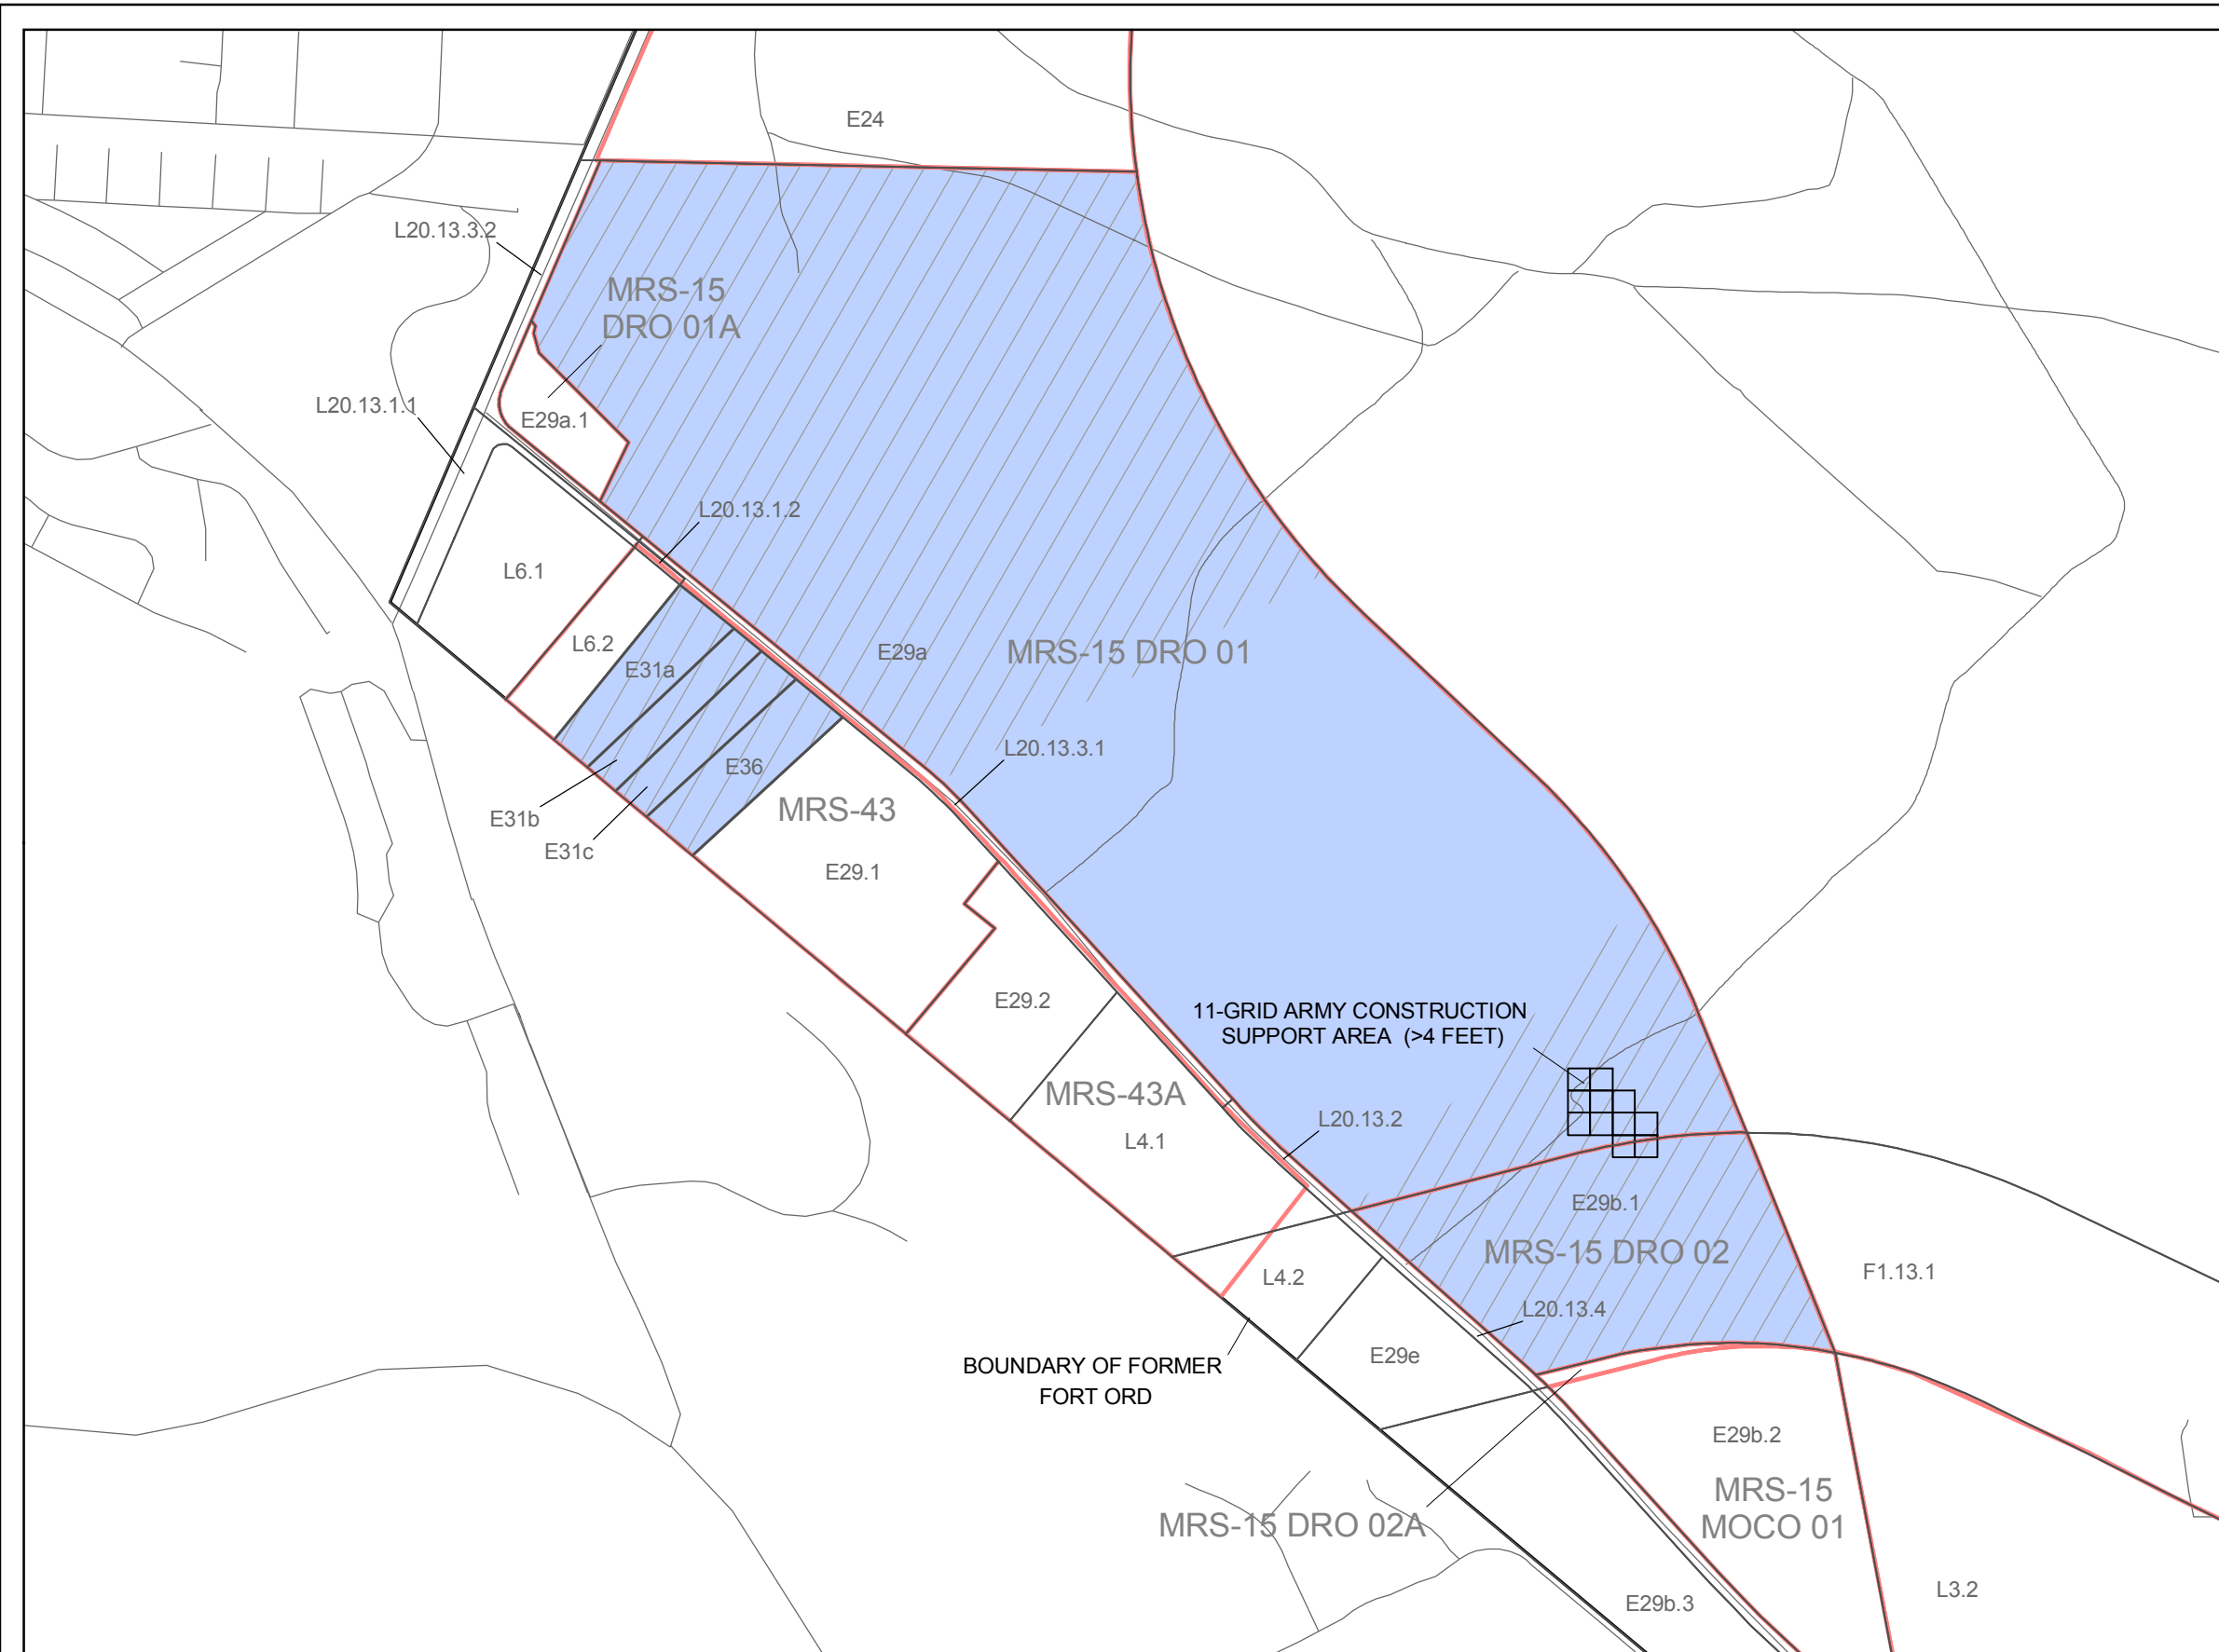 E24
L20.13.3.2
MRS-15
DRO 01A
L20.13.1.1
E29a.1
L20.13.1.2
L6.1
L6.2
E31a
E29a
MRS-15 DRO 01
L20.13.3.1
E36
MRS-43
E31b
E31c
E29.1
E29.2
11-GRID ARMY CONSTRUCTION
SUPPORT AREA (>4 FEET)
MRS-43A
L4.1
L20.13.2
E29b.1
MRS-15 DRO 02
L4.2
F1.13.1
L20.13.4
E29e
BOUNDARY OF FORMER
FORT ORD
E29b.2
MRS-15
MOCO 01
MRS-15 DRO 02A
L3.2
E29b.3